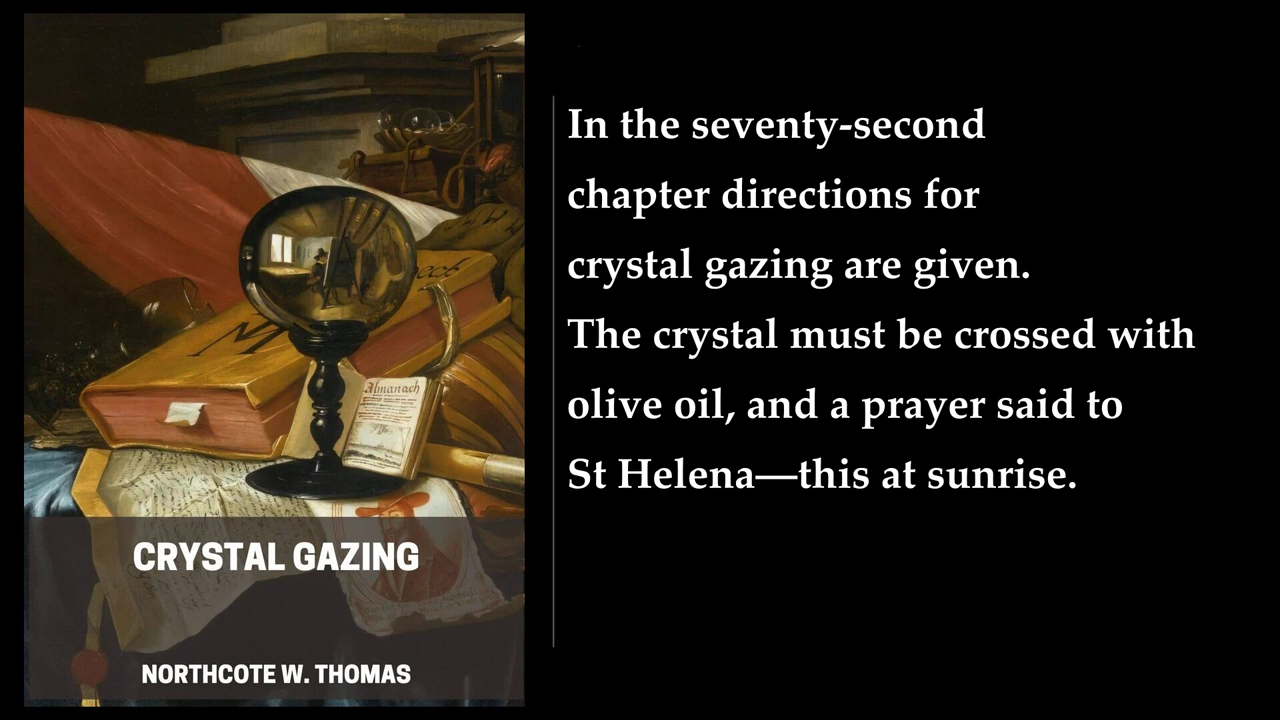 M
Almanach
CRYSTAL GAZING
NORTHCOTE W. THOMAS
In the seventy-second
chapter directions for
crystal gazing are given.
The crystal must be crossed with
olive oil, and a prayer said to
St Helena—this at sunrise.